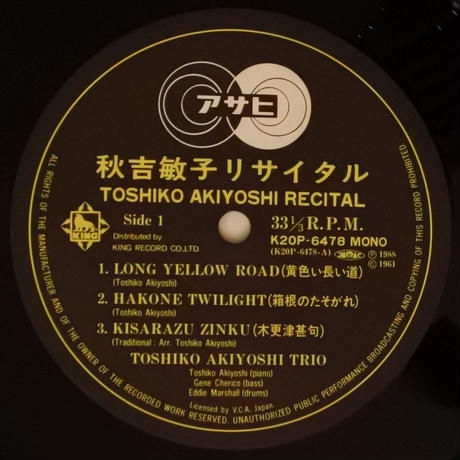 アサヒ
秋吉敏子リサイタル
TOSHIKO AKIYOSHI RECITAL
Side 1
33⅓ R.P.M.
Distributed by
KING RECORD CO., LTD.
K20P-6478 MONO
(K20P-6478-A)
Ⓟ 1988
Ⓒ 1961
KING
1. LONG YELLOW ROAD (黄色い長い道)
(Toshiko Akiyoshi)
2. HAKONE TWILIGHT (箱根のたそがれ)
(Toshiko Akiyoshi)
3. KISARAZU ZINKU (木更津甚句)
(Traditional : Arr. Toshiko Akiyoshi)
TOSHIKO AKIYOSHI TRIO
Toshiko Akiyoshi (piano)
Gene Cherico (bass)
Eddie Marshall (drums)
Licensed by V.C.A. Japan
ALL RIGHTS OF THE MANUFACTURER AND OF THE OWNER OF THE RECORDED WORK RESERVED. UNAUTHORIZED PUBLIC PERFORMANCE BROADCASTING AND COPYING OF THIS RECORD PROHIBITED.